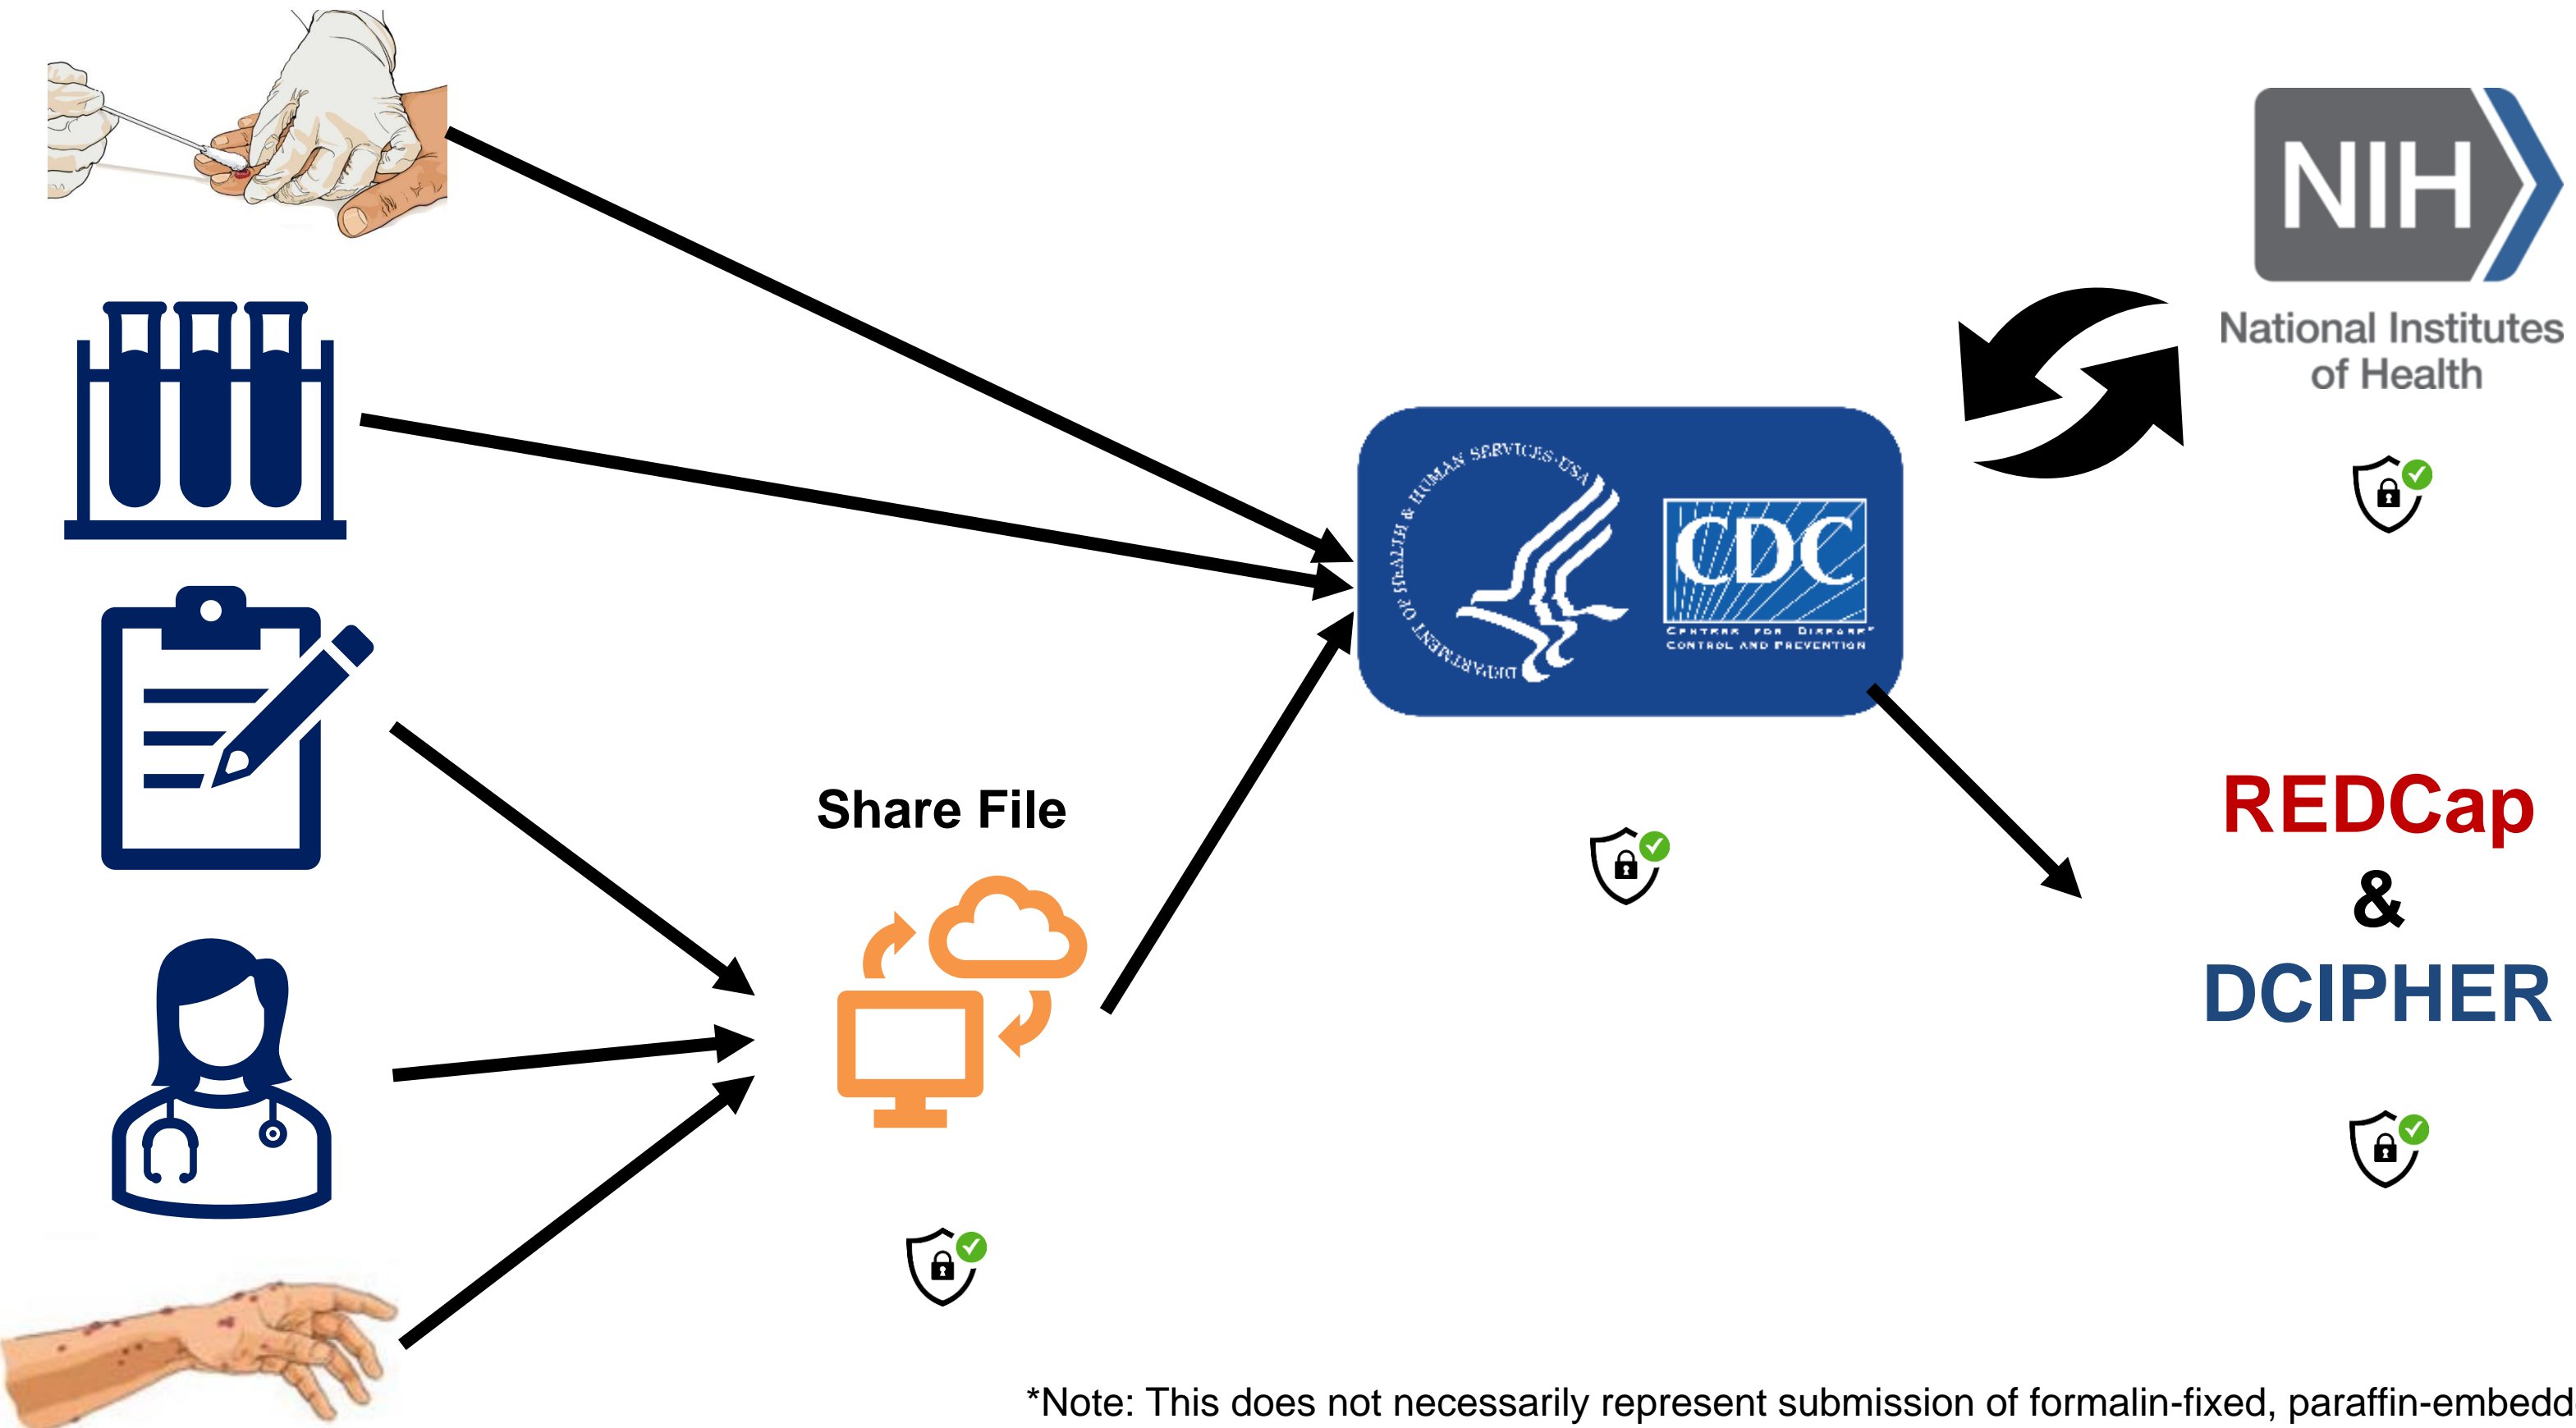 NIH
National Institutes
of Health
DEPARTMENT OF HEALTH & HUMAN SERVICES·USA
CDC
CENTERS FOR DISEASE
CONTROL AND PREVENTION
Share File
REDCap
&
DCIPHER
*Note: This does not necessarily represent submission of formalin-fixed, paraffin-embedd